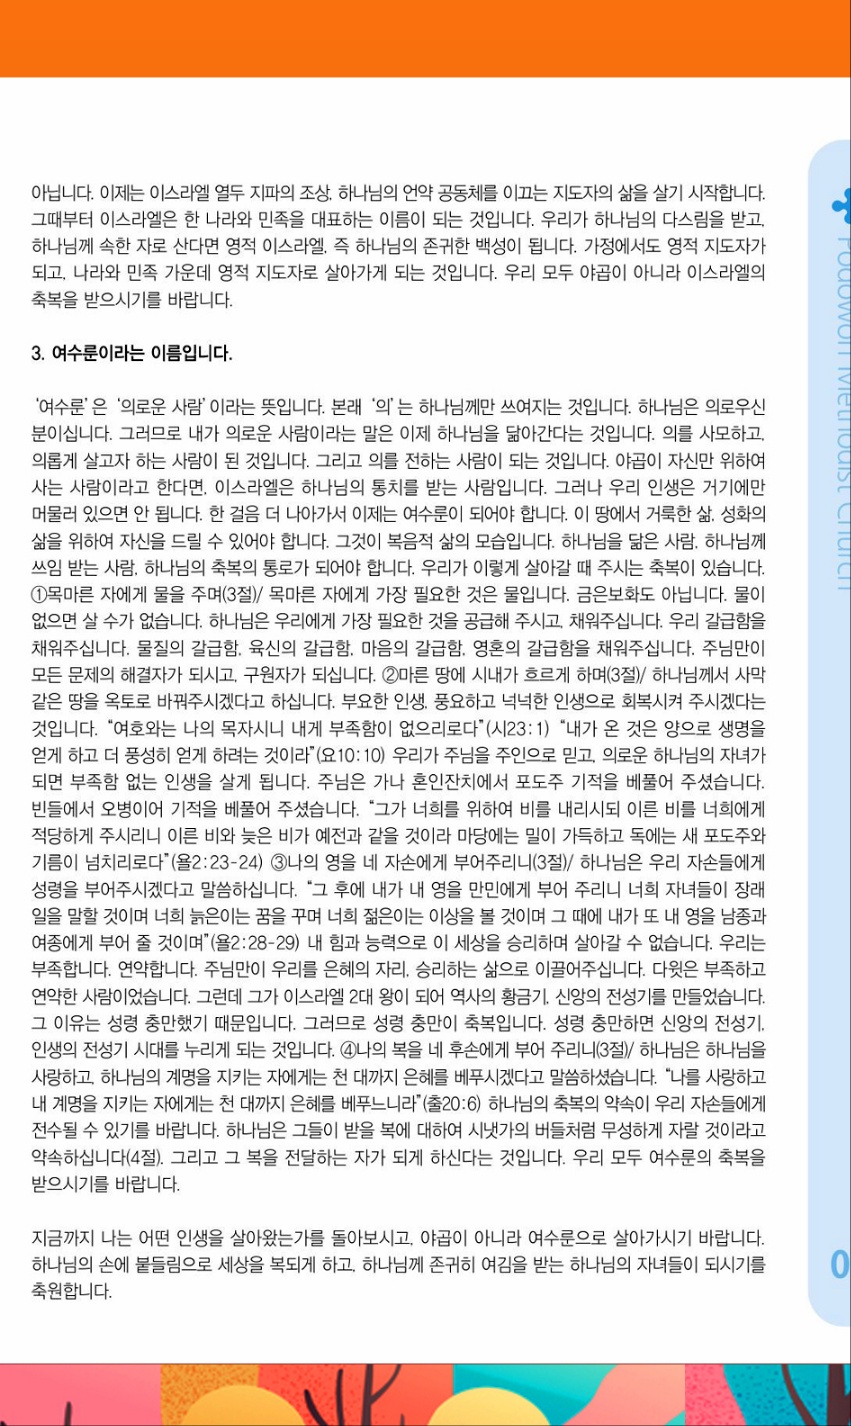 아닙니다. 이제는 이스라엘 열두 지파의 조상, 하나님의 언약 공동체를 이끄는 지도자의 삶을 살기 시작합니다.
그때부터 이스라엘은 한 나라와 민족을 대표하는 이름이 되는 것입니다. 우리가 하나님의 다스림을 받고,
하나님께 속한 자로 산다면 영적 이스라엘, 즉 하나님의 존귀한 백성이 됩니다. 가정에서도 영적 지도자가
되고, 나라와 민족 가운데 영적 지도자로 살아가게 되는 것입니다. 우리 모두 야곱이 아니라 이스라엘의
축복을 받으시기를 바랍니다.
3. 여수룬이라는 이름입니다.
‘여수룬’은 ‘의로운 사람’이라는 뜻입니다. 본래 ‘의’는 하나님께만 쓰여지는 것입니다. 하나님은 의로우신
분이십니다. 그러므로 내가 의로운 사람이라는 말은 이제 하나님을 닮아간다는 것입니다. 의를 사모하고,
의롭게 살고자 하는 사람이 된 것입니다. 그리고 의를 전하는 사람이 되는 것입니다. 야곱이 자신만 위하여
사는 사람이라고 한다면, 이스라엘은 하나님의 통치를 받는 사람입니다. 그러나 우리 인생은 거기에만
머물러 있으면 안 됩니다. 한 걸음 더 나아가서 이제는 여수룬이 되어야 합니다. 이 땅에서 거룩한 삶, 성화의
삶을 위하여 자신을 드릴 수 있어야 합니다. 그것이 복음적 삶의 모습입니다. 하나님을 닮은 사람, 하나님께
쓰임 받는 사람, 하나님의 축복의 통로가 되어야 합니다. 우리가 이렇게 살아갈 때 주시는 축복이 있습니다.
①목마른 자에게 물을 주며(3절)/ 목마른 자에게 가장 필요한 것은 물입니다. 금은보화도 아닙니다. 물이
없으면 살 수가 없습니다. 하나님은 우리에게 가장 필요한 것을 공급해 주시고, 채워주십니다. 우리 갈급함을
채워주십니다. 물질의 갈급함, 육신의 갈급함, 마음의 갈급함, 영혼의 갈급함을 채워주십니다. 주님만이
모든 문제의 해결자가 되시고, 구원자가 되십니다. ②마른 땅에 시내가 흐르게 하며(3절)/ 하나님께서 사막
같은 땅을 옥토로 바꿔주시겠다고 하십니다. 부요한 인생, 풍요하고 넉넉한 인생으로 회복시켜 주시겠다는
것입니다. “여호와는 나의 목자시니 내게 부족함이 없으리로다”(시23:1) “내가 온 것은 양으로 생명을
얻게 하고 더 풍성히 얻게 하려는 것이라”(요10:10) 우리가 주님을 주인으로 믿고, 의로운 하나님의 자녀가
되면 부족함 없는 인생을 살게 됩니다. 주님은 가나 혼인잔치에서 포도주 기적을 베풀어 주셨습니다.
빈들에서 오병이어 기적을 베풀어 주셨습니다. “그가 너희를 위하여 비를 내리시되 이른 비를 너희에게
적당하게 주시리니 이른 비와 늦은 비가 예전과 같을 것이라 마당에는 밀이 가득하고 독에는 새 포도주와
기름이 넘치리로다”(욜2:23-24) ③나의 영을 네 자손에게 부어주리니(3절)/ 하나님은 우리 자손들에게
성령을 부어주시겠다고 말씀하십니다. “그 후에 내가 내 영을 만민에게 부어 주리니 너희 자녀들이 장래
일을 말할 것이며 너희 늙은이는 꿈을 꾸며 너희 젊은이는 이상을 볼 것이며 그 때에 내가 또 내 영을 남종과
여종에게 부어 줄 것이며”(욜2:28-29) 내 힘과 능력으로 이 세상을 승리하며 살아갈 수 없습니다. 우리는
부족합니다. 연약합니다. 주님만이 우리를 은혜의 자리, 승리하는 삶으로 이끌어주십니다. 다윗은 부족하고
연약한 사람이었습니다. 그런데 그가 이스라엘 2대 왕이 되어 역사의 황금기, 신앙의 전성기를 만들었습니다.
그 이유는 성령 충만했기 때문입니다. 그러므로 성령 충만이 축복입니다. 성령 충만하면 신앙의 전성기,
인생의 전성기 시대를 누리게 되는 것입니다. ④나의 복을 네 후손에게 부어 주리니(3절)/ 하나님은 하나님을
사랑하고, 하나님의 계명을 지키는 자에게는 천 대까지 은혜를 베푸시겠다고 말씀하셨습니다. “나를 사랑하고
내 계명을 지키는 자에게는 천 대까지 은혜를 베푸느니라”(출20:6) 하나님의 축복의 약속이 우리 자손들에게
전수될 수 있기를 바랍니다. 하나님은 그들이 받을 복에 대하여 시냇가의 버들처럼 무성하게 자랄 것이라고
약속하십니다(4절). 그리고 그 복을 전달하는 자가 되게 하신다는 것입니다. 우리 모두 여수룬의 축복을
받으시기를 바랍니다.
지금까지 나는 어떤 인생을 살아왔는가를 돌아보시고, 야곱이 아니라 여수룬으로 살아가시기 바랍니다.
하나님의 손에 붙들림으로 세상을 복되게 하고, 하나님께 존귀히 여김을 받는 하나님의 자녀들이 되시기를
축원합니다.
Podowon Methodist Church
0